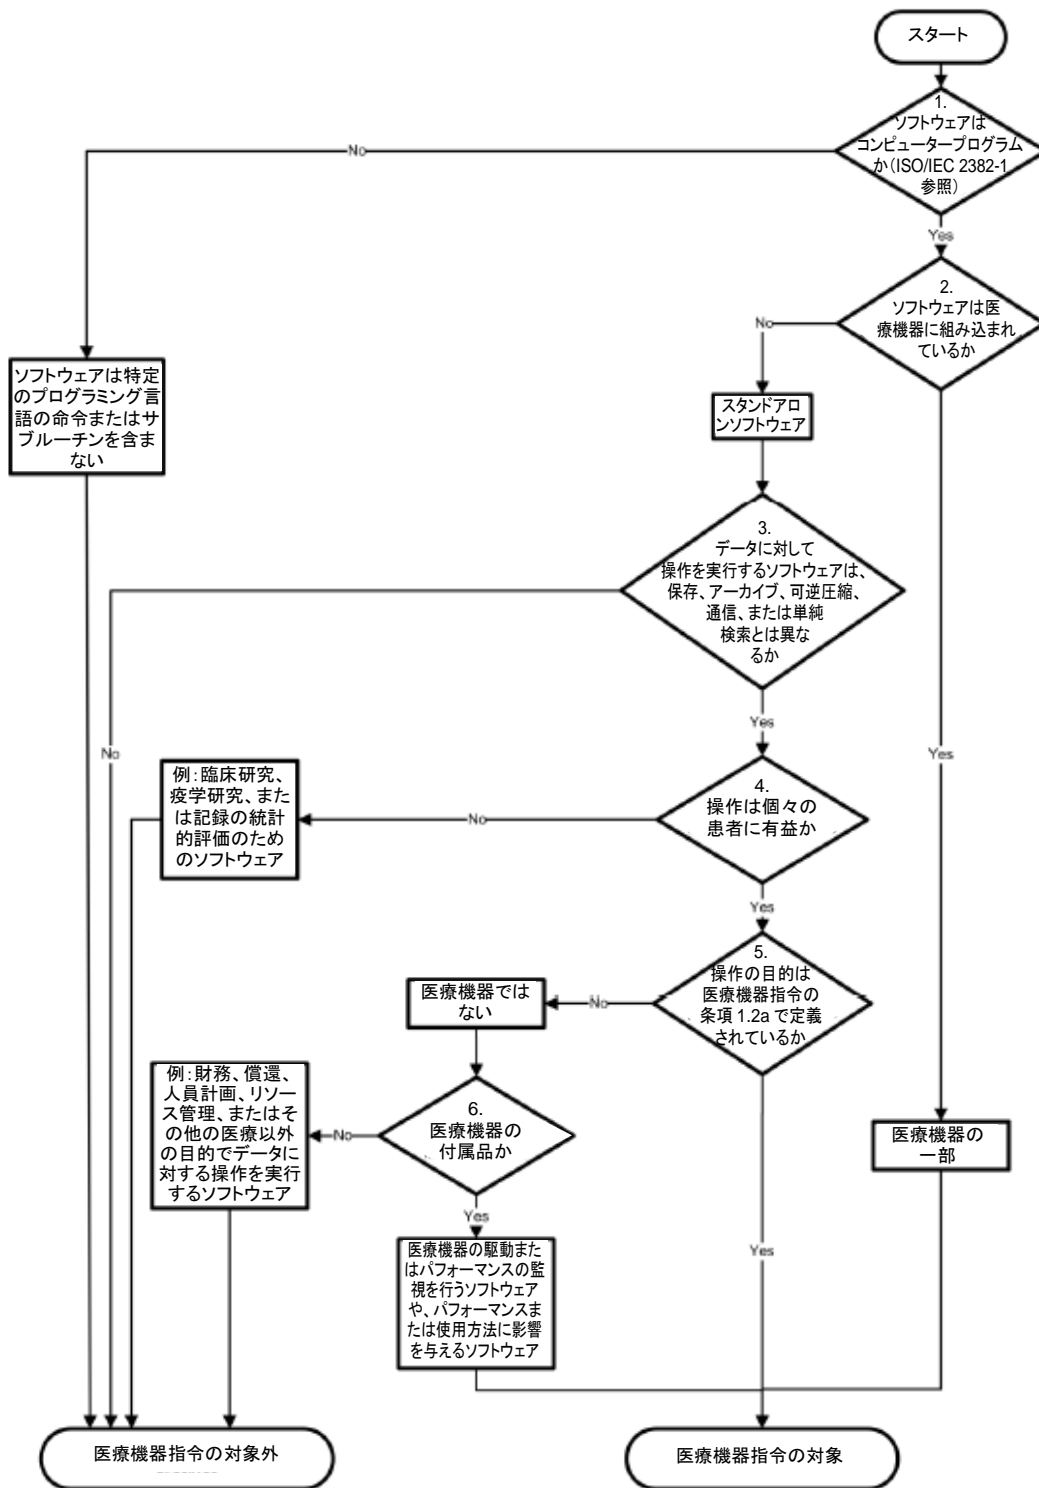 スタート
1.
ソフトウェアは
コンピュータープログラム
か（ISO/IEC 2382-1
参照）
No
Yes
2.
ソフトウェアは医
療機器に組み込まれ
ているか
No
ソフトウェアは特定
のプログラミング言
語の命令またはサ
ブルーチンを含ま
ない
スタンドアロ
ンソフトウェア
3.
データに対して
操作を実行するソフトウェアは、
保存、アーカイブ、可逆圧縮、
通信、または単純
検索とは異な
るか
Yes
No
Yes
例：臨床研究、
疫学研究、また
は記録の統計
的評価のため
のソフトウェア
4.
操作は個々の
患者に有益か
No
Yes
5.
操作の目的は
医療機器指令の
条項 1.2a で定義
されているか
No
医療機器では
ない
例：財務、償還、
人員計画、リソー
ス管理、またはそ
の他の医療以外
の目的でデータに
対する操作を実行
するソフトウェア
6.
医療機器の
付属品か
No
医療機器の
一部
Yes
Yes
医療機器の駆動また
はパフォーマンスの監
視を行うソフトウェア
や、パフォーマンスま
たは使用方法に影響
を与えるソフトウェア
医療機器指令の対象外
医療機器指令の対象